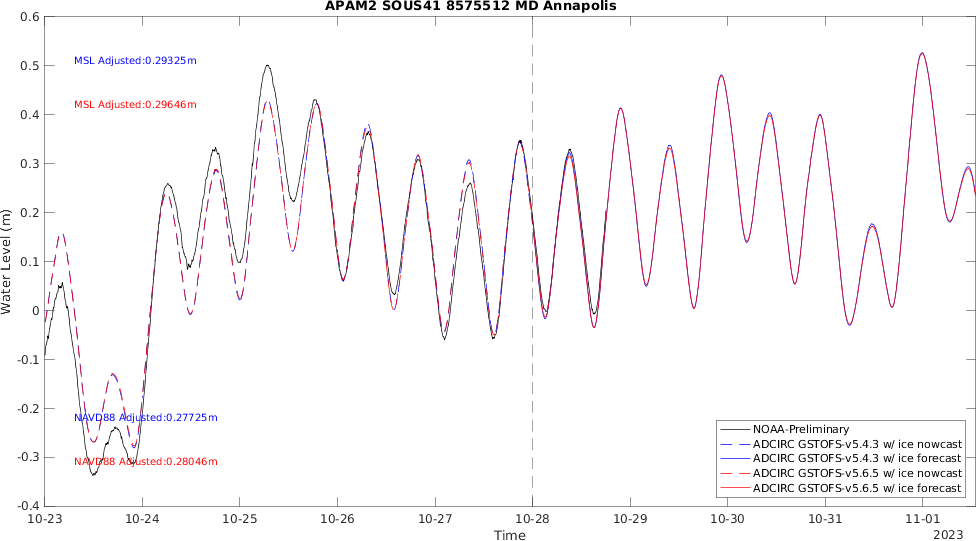 APAM2 SOUS41 8575512 MD Annapolis
0.6
0.5
0.4
0.3
0.2
0.1
0
-0.1
-0.2
-0.3
-0.4
Water Level (m)
MSL Adjusted:0.29325m
MSL Adjusted:0.29646m
NAVD88 Adjusted:0.27725m
NAVD88 Adjusted:0.28046m
NOAA-Preliminary
ADCIRC GSTOFS-v5.4.3 w/ ice nowcast
ADCIRC GSTOFS-v5.4.3 w/ ice forecast
ADCIRC GSTOFS-v5.6.5 w/ ice nowcast
ADCIRC GSTOFS-v5.6.5 w/ ice forecast
10-23 10-24 10-25 10-26 10-27 10-28 10-29 10-30 10-31 11-01
Time
2023